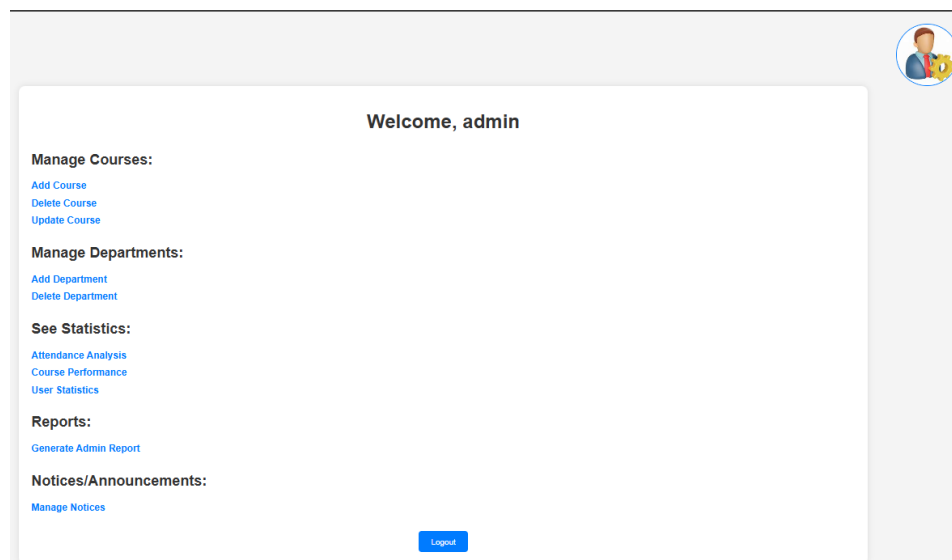 Welcome, admin
Manage Courses:
Add Course
Delete Course
Update Course
Manage Departments:
Add Department
Delete Department
See Statistics:
Attendance Analysis
Course Performance
User Statistics
Reports:
Generate Admin Report
Notices/Announcements:
Manage Notices
Logout